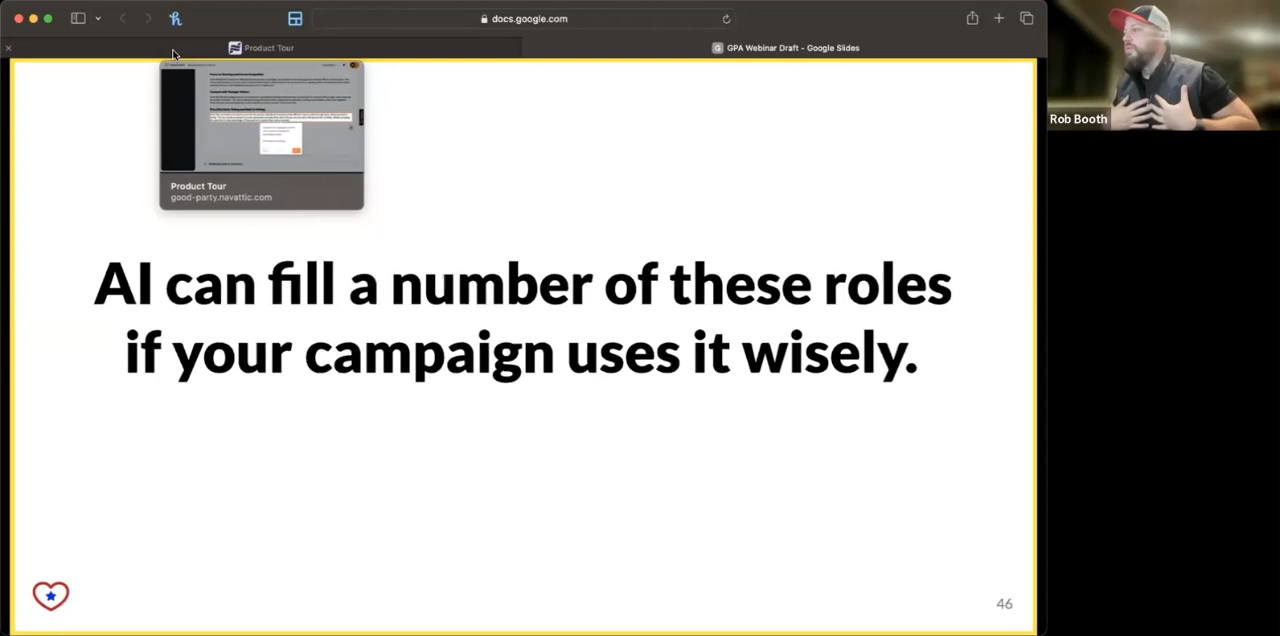 docs.google.com
Product Tour
GPA Webinar Draft - Google Slides
Product Tour
good-party.navattic.com
Rob Booth
AI can fill a number of these roles
if your campaign uses it wisely.
46